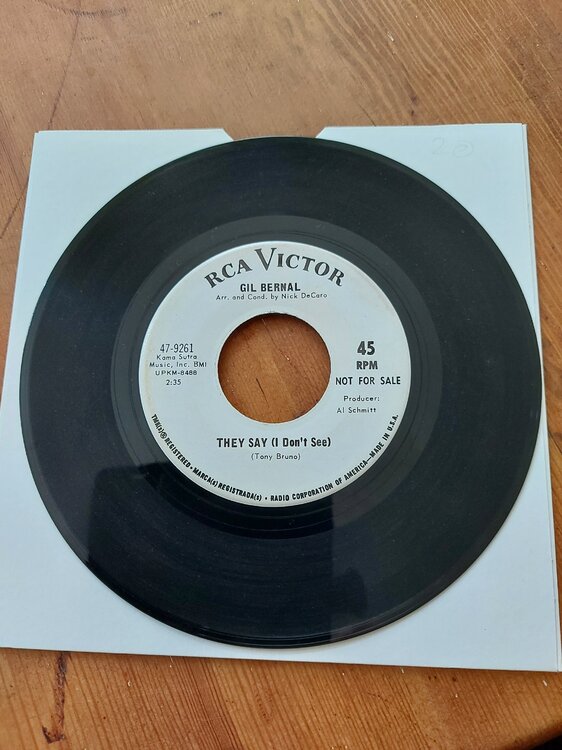 20
RCA VICTOR
GIL BERNAL
Arr. and Cond. by Nick DeCaro
47-9261
Kama Sutra
Music, Inc. BMI
UPKM-8488
2:35
45
RPM
NOT FOR SALE
Producer:
Al Schmitt
THEY SAY (I Don't See)
(Tony Bruno)
TMK(s) ® REGISTERED • MARCA(s) REGISTRADA(s) • RADIO CORPORATION OF AMERICA—MADE IN U.S.A.